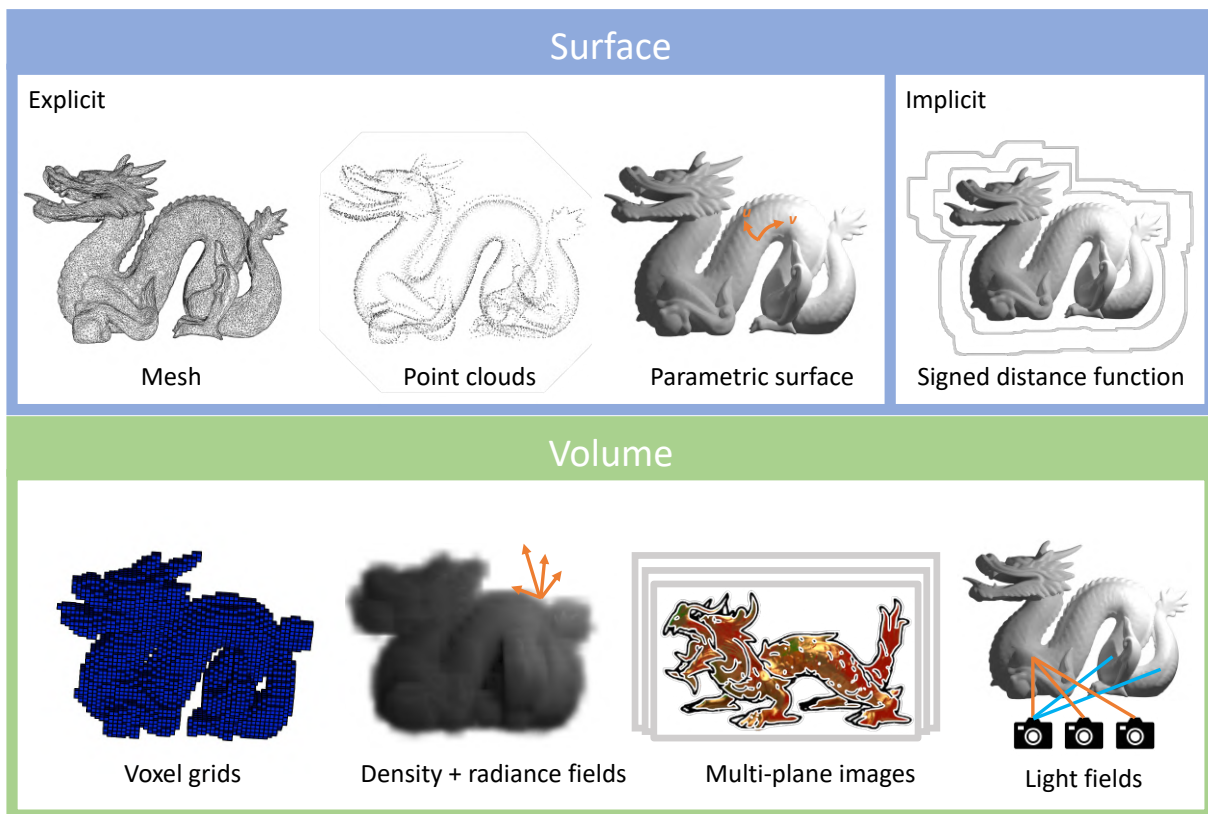 Surface
Explicit
Implicit
u
v
Mesh
Point clouds
Parametric surface
Signed distance function
Volume
Voxel grids
Density + radiance fields
Multi-plane images
Light fields